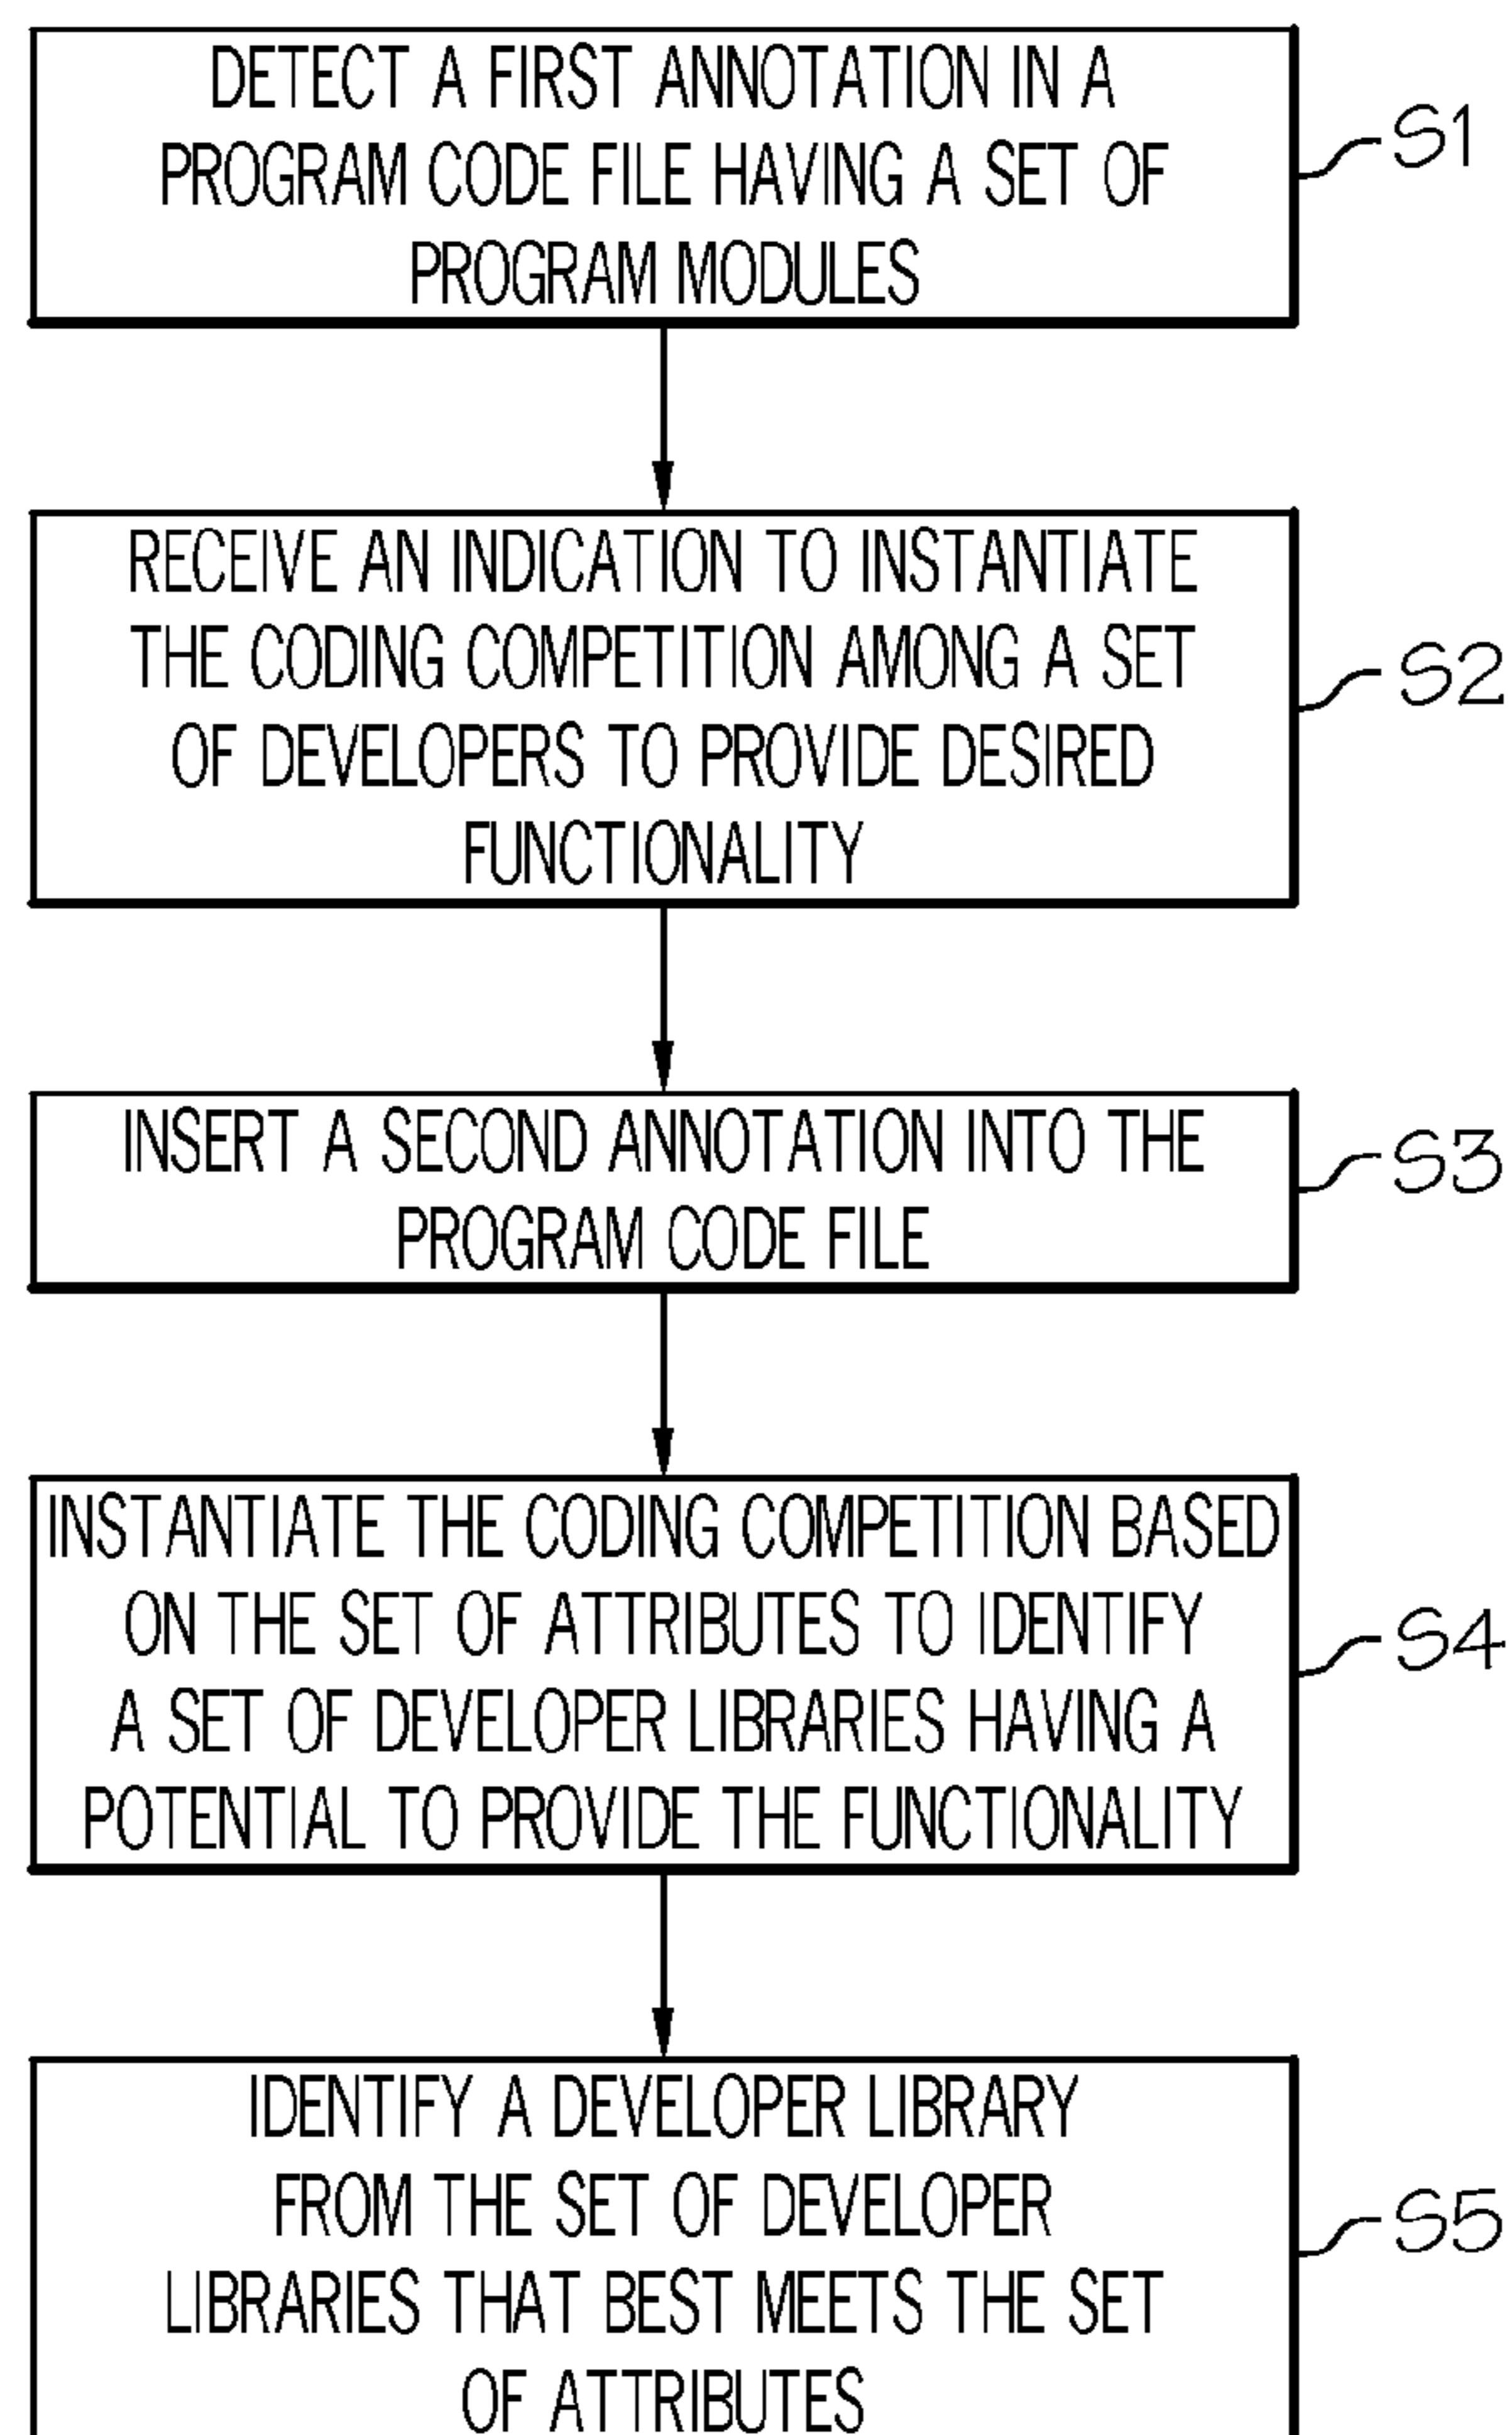 DETECT A FIRST ANNOTATION IN A
PROGRAM CODE FILE HAVING A SET OF
PROGRAM MODULES
S1
RECEIVE AN INDICATION TO INSTANTIATE
THE CODING COMPETITION AMONG A SET
OF DEVELOPERS TO PROVIDE DESIRED
FUNCTIONALITY
S2
INSERT A SECOND ANNOTATION INTO THE
PROGRAM CODE FILE
S3
INSTANTIATE THE CODING COMPETITION BASED
ON THE SET OF ATTRIBUTES TO IDENTIFY
A SET OF DEVELOPER LIBRARIES HAVING A
POTENTIAL TO PROVIDE THE FUNCTIONALITY
S4
IDENTIFY A DEVELOPER LIBRARY
FROM THE SET OF DEVELOPER
LIBRARIES THAT BEST MEETS THE SET
OF ATTRIBUTES
S5